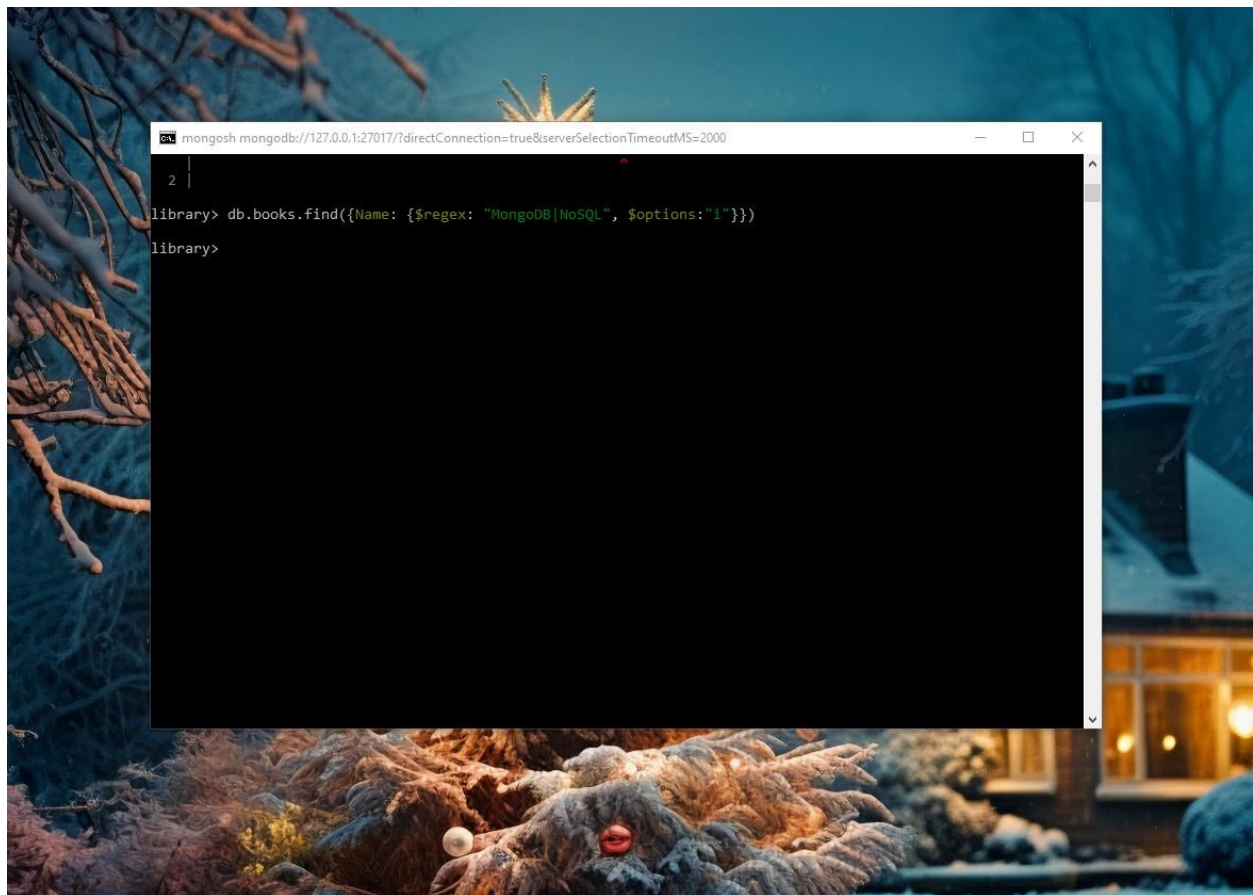 mongosh mongodb://127.0.0.1:27017/?directConnection=true&serverSelectionTimeoutMS=2000
|                                                   ^
2 |
library> db.books.find({Name: {$regex: "MongoDB|NoSQL", $options:"i"}})
library>